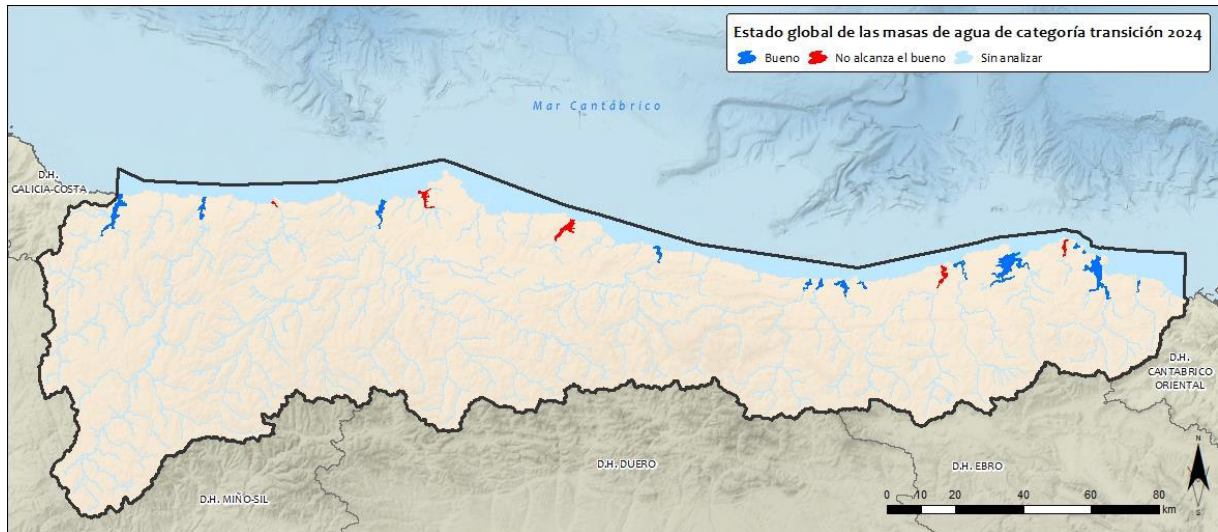 Estado global de las masas de agua de categoría transición 2024
Bueno No alcanza el bueno Sin analizar
Mar Cantábrico
D.H.
GALICIA-COSTA
D.H.
CANTÁBRICO
ORIENTAL
D.H. DUERO
D.H. EBRO
D.H. MIÑO-SIL
N
S
0 10 20 40 60 80
km